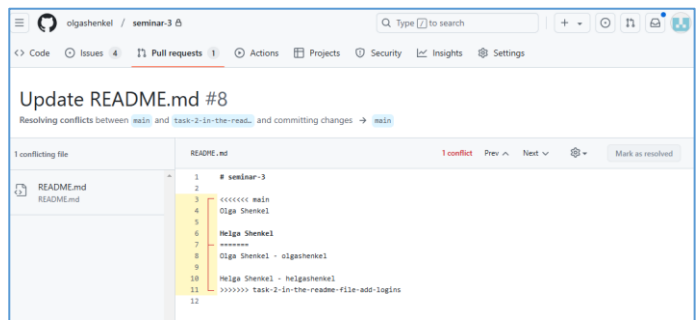 olgashenkel / seminar-3
Type / to search
Code Issues 4 Pull requests 1 Actions Projects Security Insights Settings
Update README.md #8
Resolving conflicts between main and task-2-in-the-read… and committing changes → main
1 conflicting file
README.md
README.md
README.md 1 conflict Prev Next Mark as resolved
1 # seminar-3
2
3 <<<<<<< main
4 Olga Shenkel
5
6 Helga Shenkel
7 =======
8 Olga Shenkel - olgashenkel
9
10 Helga Shenkel - helgashenkel
11 >>>>>>> task-2-in-the-readme-file-add-logins
12